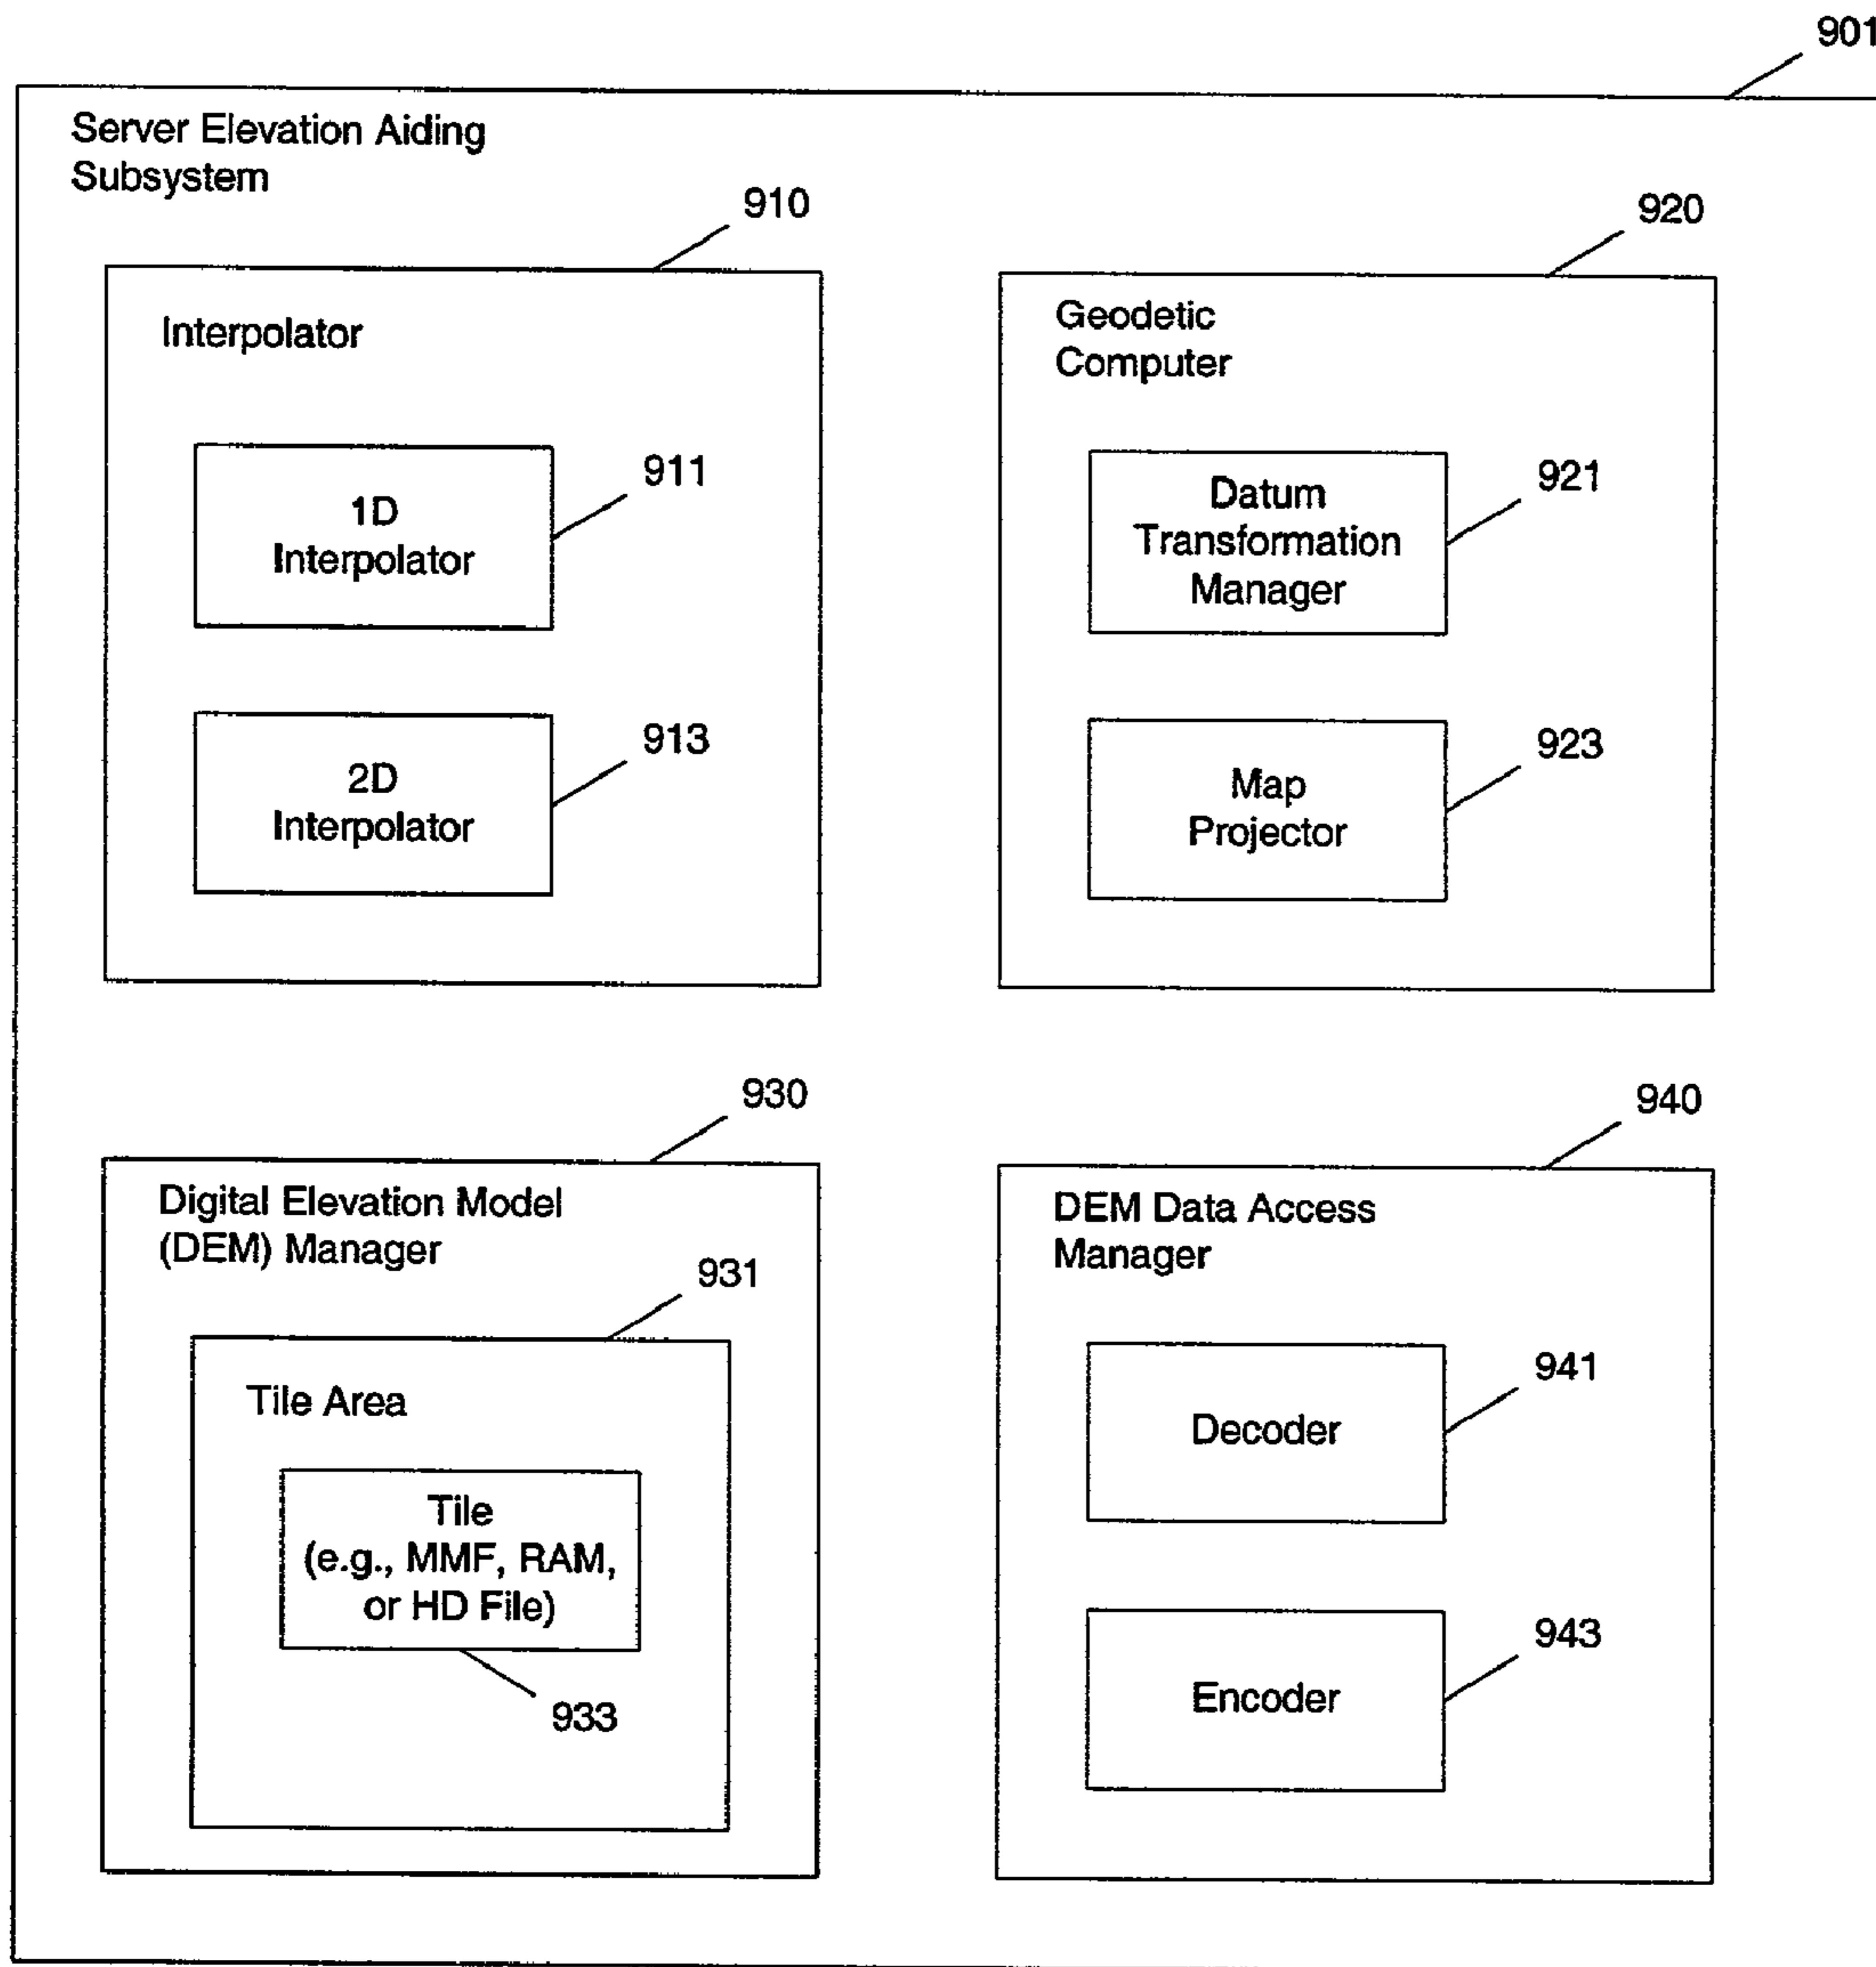 901
Server Elevation Aiding
Subsystem
910
920
Interpolator
Geodetic
Computer
1D
Interpolator
911
Datum
Transformation
Manager
921
2D
Interpolator
913
Map
Projector
923
930
940
Digital Elevation Model
(DEM) Manager
DEM Data Access
Manager
931
Tile Area
Tile
(e.g., MMF, RAM,
or HD File)
933
Decoder
941
Encoder
943